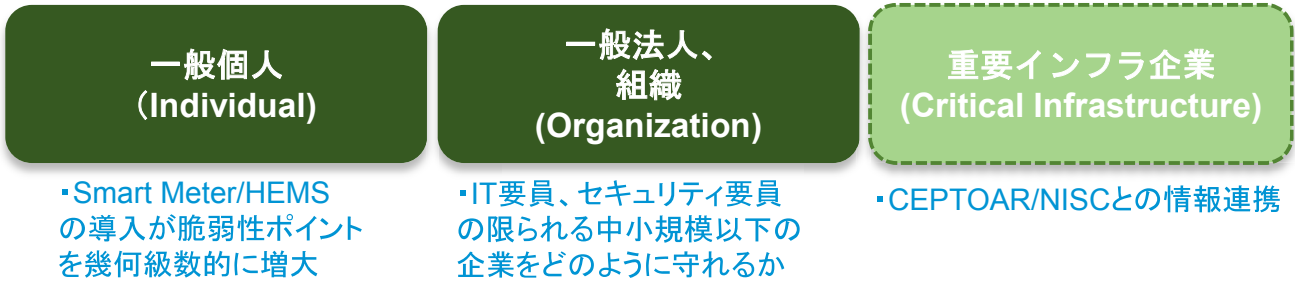 一般個人
（Individual)
・Smart Meter/HEMS
の導入が脆弱性ポイント
を幾何級数的に増大
一般法人、
組織
(Organization)
・IT要員、セキュリティ要員
の限られる中小規模以下の
企業をどのように守れるか
重要インフラ企業
(Critical Infrastructure)
・CEPTOAR/NISCとの情報連携